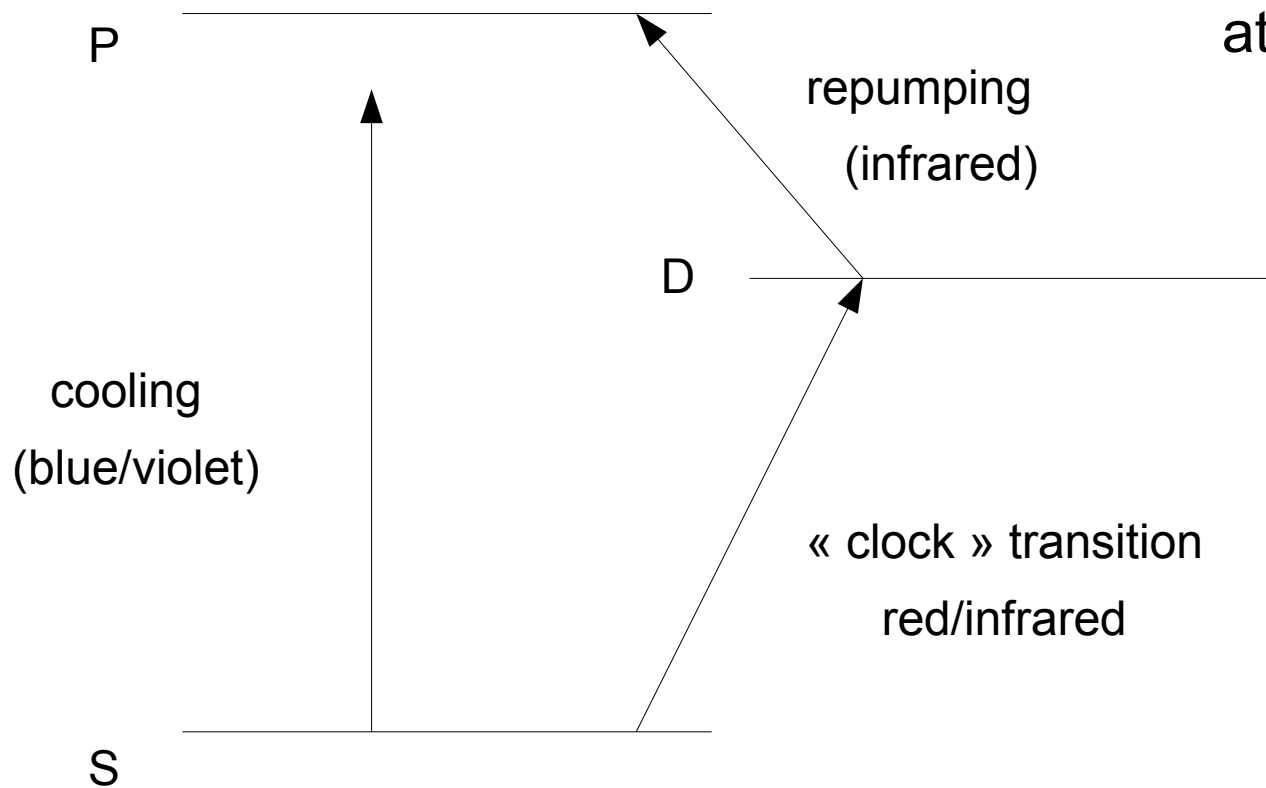 P
at
repumping
(infrared)
D
cooling
(blue/violet)
« clock » transition
red/infrared
S